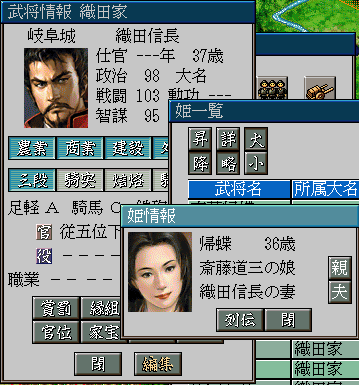 武将情報 織田家
岐阜城 織田信長
仕官 ---年 37歳
政治 98 大名
戦闘 103 勲功 ---
智謀 95
農業 商業 建設
三段 騎突
足軽 A 騎馬 C
官 従五位下
役 ----
職業 ----
賞罰 縁組
官位 家宝
閉 編集
姫一覧
昇 詳 大
降 略 小
武将名 所属大名
姫情報
帰蝶 36歳
斎藤道三の娘 親
織田信長の妻 夫
列伝 閉
織田家
織田家